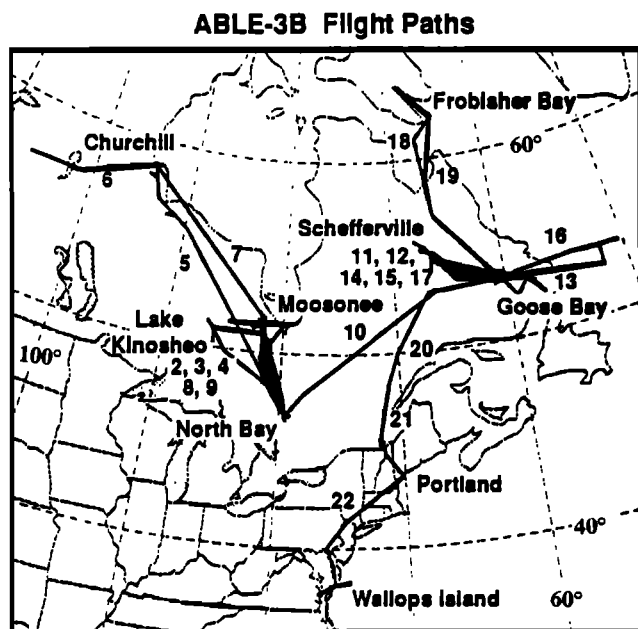 ABLE-3B Flight Paths
Frobisher Bay
Churchill
18
60°
6
19
Schefferville
16
5
7
11, 12,
14, 15, 17
13
Goose Bay
Moosonee
Lake
Kinosheo
10
100°
20
2, 3, 4
8, 9
North Bay
21
Portland
22
40°
Wallops Island
60°